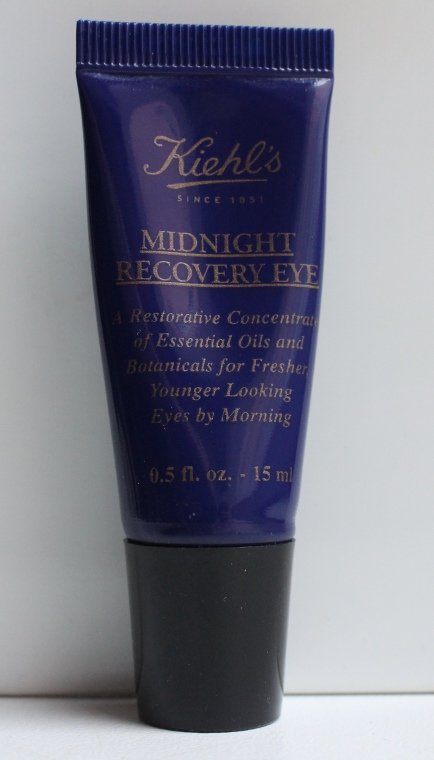 Kiehl's
SINCE 1851
MIDNIGHT
RECOVERY EYE
A Restorative Concentrate
of Essential Oils and
Botanicals for Fresher,
Younger Looking
Eyes by Morning
0.5 fl. oz. - 15 ml